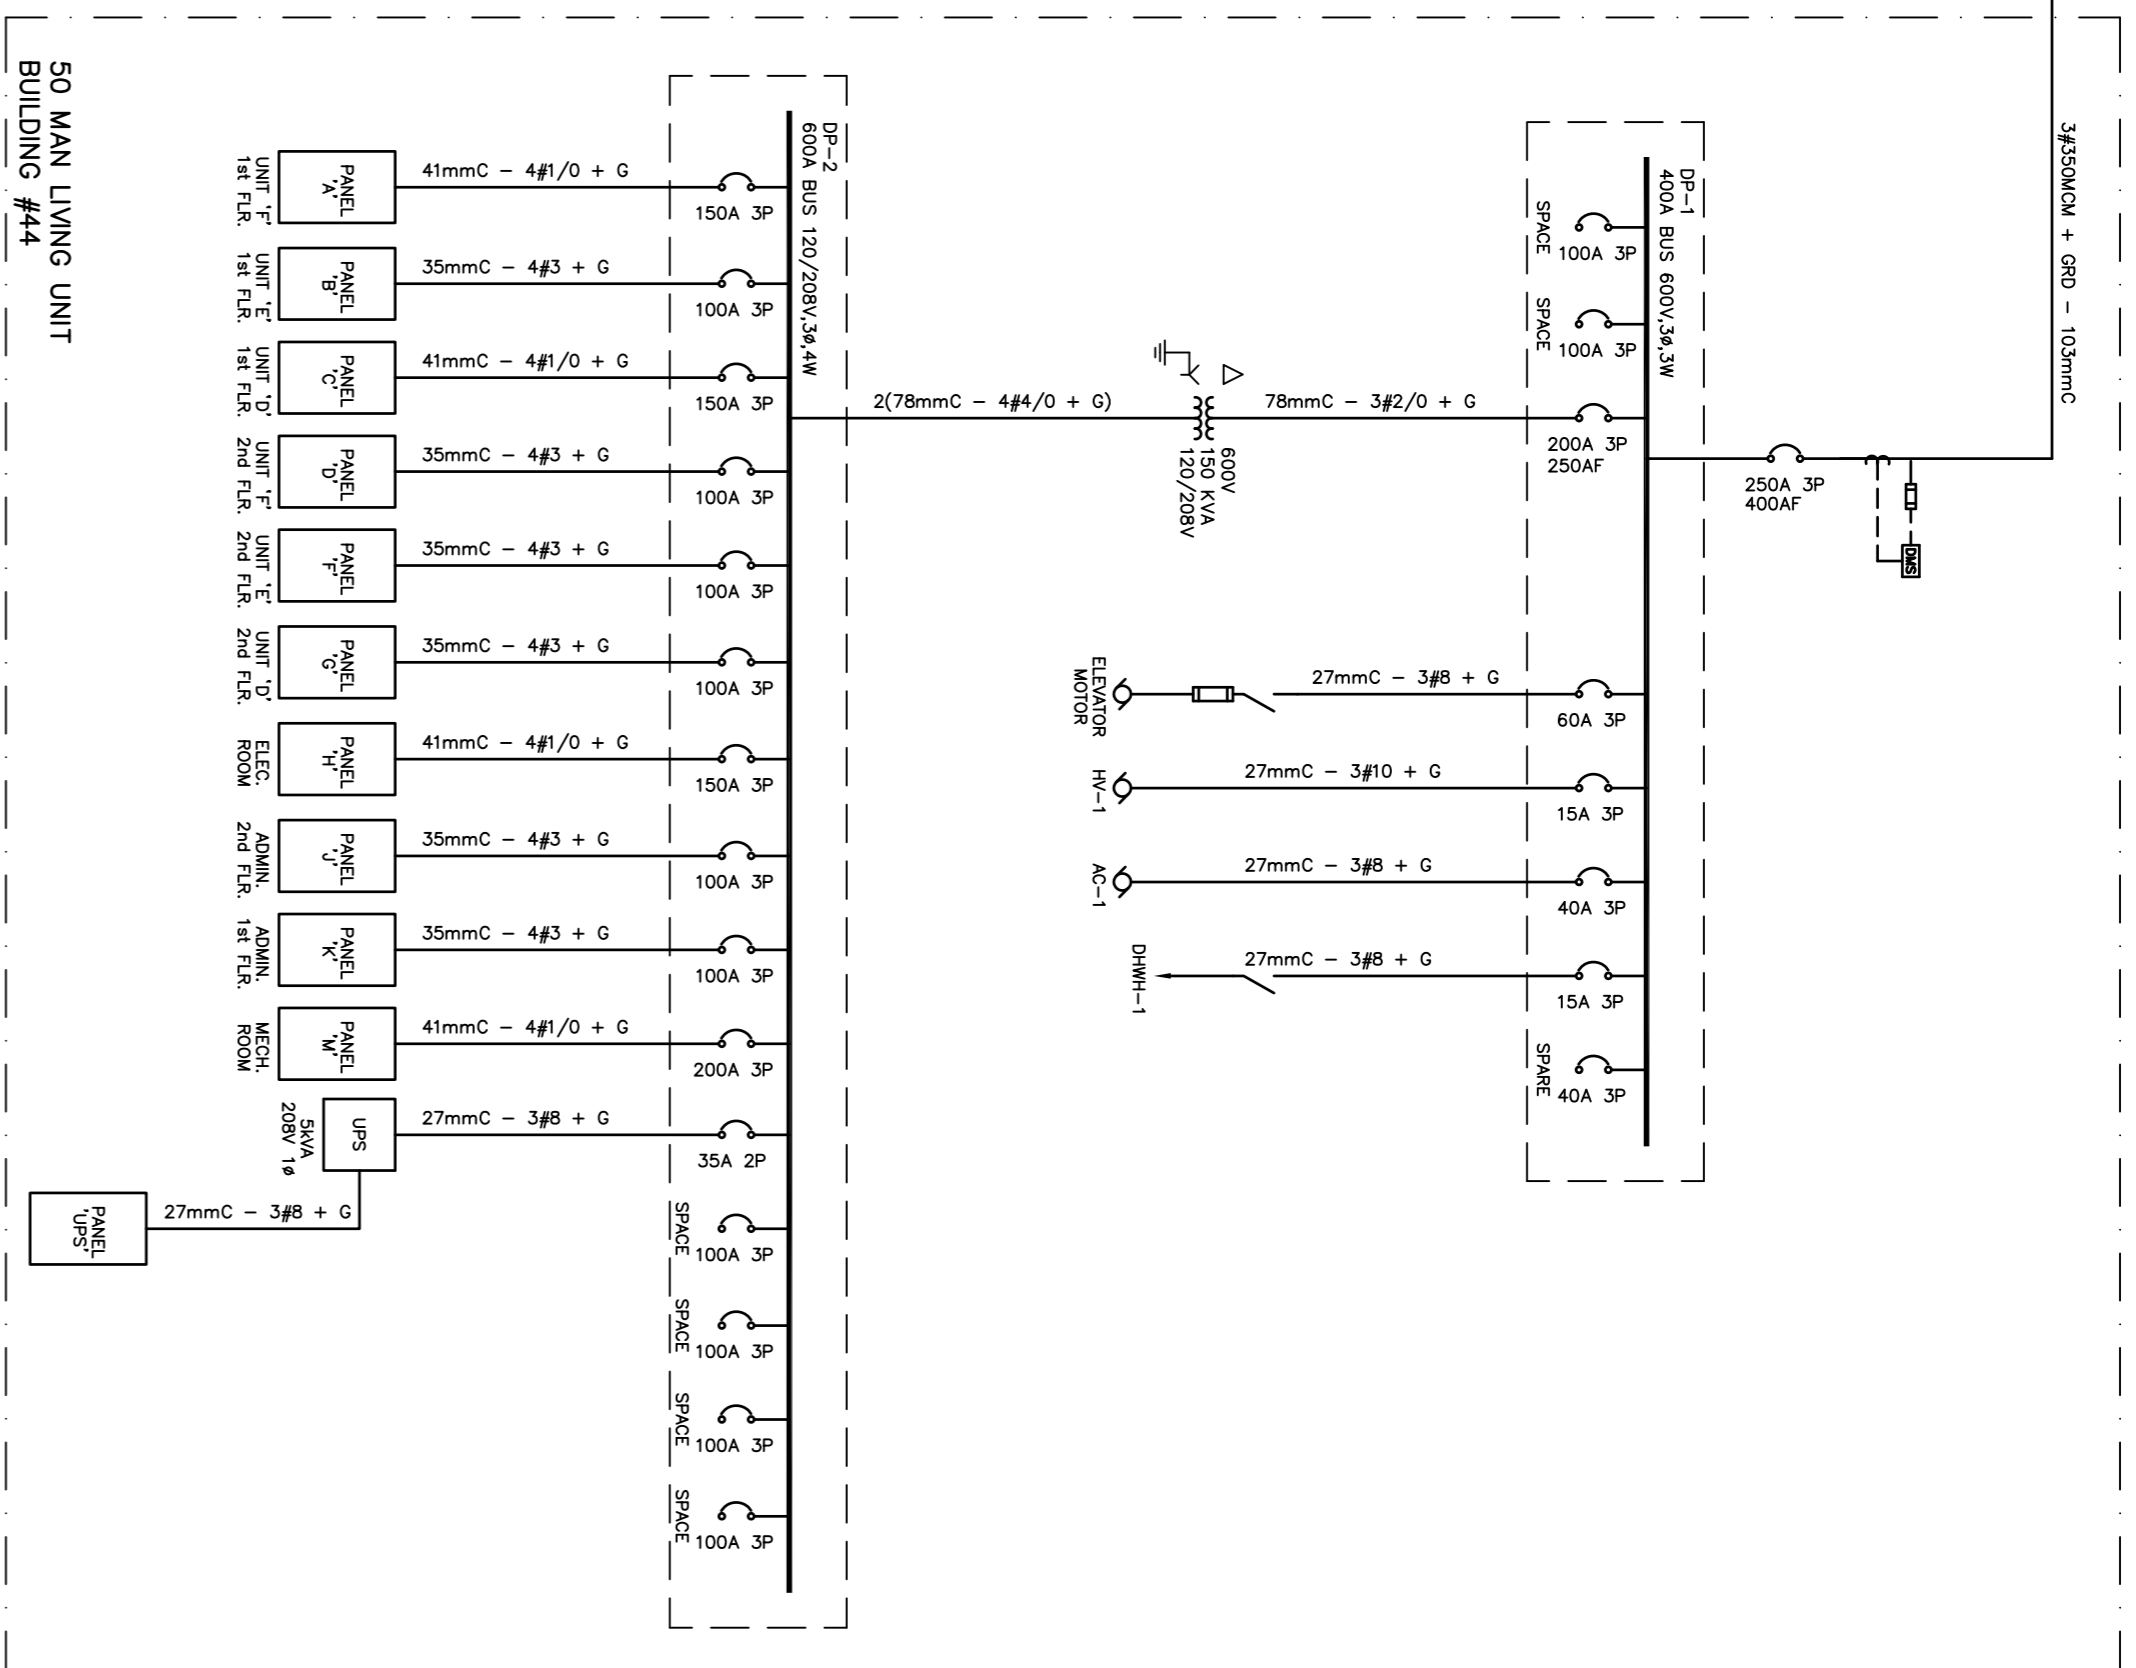 3#350MCM + GRD - 103mmC
250A 3P
400AF
DMS
DP-1
400A BUS 600V,3ø,3W
SPACE
100A 3P
SPACE
100A 3P
200A 3P
250AF
60A 3P
15A 3P
40A 3P
15A 3P
SPARE
40A 3P
78mmC - 3#2/0 + G
600V
150 KVA
120/208V
2(78mmC - 4#4/0 + G)
27mmC - 3#8 + G
ELEVATOR
MOTOR
27mmC - 3#10 + G
HV-1
27mmC - 3#8 + G
AC-1
27mmC - 3#8 + G
DHWH-1
DP-2
600A BUS 120/208V,3ø,4W
150A 3P
41mmC - 4#1/0 + G
PANEL
'A'
UNIT 'F'
1st FLR.
100A 3P
35mmC - 4#3 + G
PANEL
'B'
UNIT 'E'
1st FLR.
150A 3P
41mmC - 4#1/0 + G
PANEL
'C'
UNIT 'D'
1st FLR.
100A 3P
35mmC - 4#3 + G
PANEL
'D'
UNIT 'F'
2nd FLR.
100A 3P
35mmC - 4#3 + G
PANEL
'F'
UNIT 'E'
2nd FLR.
100A 3P
35mmC - 4#3 + G
PANEL
'G'
UNIT 'D'
2nd FLR.
150A 3P
41mmC - 4#1/0 + G
PANEL
'H'
ELEC.
ROOM
100A 3P
35mmC - 4#3 + G
PANEL
'J'
ADMIN.
2nd FLR.
100A 3P
35mmC - 4#3 + G
PANEL
'K'
ADMIN.
1st FLR.
200A 3P
41mmC - 4#1/0 + G
PANEL
'M'
MECH.
ROOM
35A 2P
27mmC - 3#8 + G
UPS
5kVA
208V 1ø
27mmC - 3#8 + G
PANEL
'UPS'
SPACE
100A 3P
SPACE
100A 3P
SPACE
100A 3P
SPACE
100A 3P
50 MAN LIVING UNIT
BUILDING #44